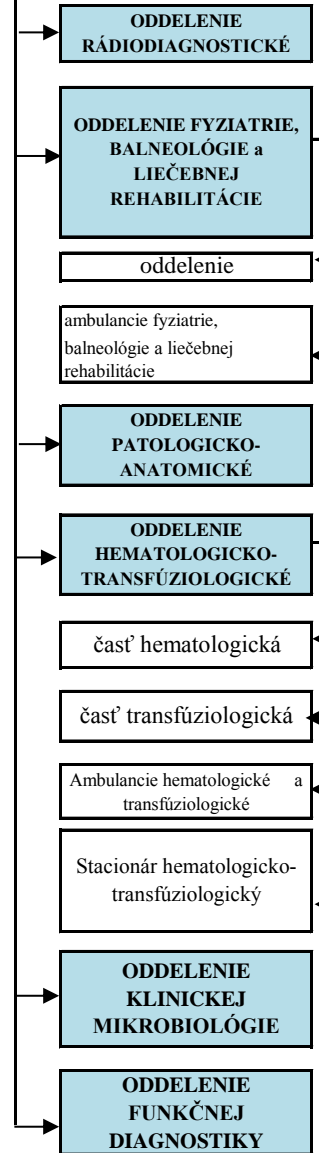 ODDELENIE
RÁDIODIAGNOSTICKÉ
ODDELENIE FYZIATRIE,
BALNEOLÓGIE a
LIEČEBNEJ
REHABILITÁCIE
oddelenie
ambulancie fyziatrie,
balneológie a liečebnej
rehabilitácie
ODDELENIE
PATOLOGICKO-
ANATOMICKÉ
ODDELENIE
HEMATOLOGICKO-
TRANSFÚZIOLOGICKÉ
časť hematologická
časť transfúziologická
Ambulancie hematologické a
transfúziologické
Stacionár hematologicko-
transfúziologický
ODDELENIE
KLINICKEJ
MIKROBIOLÓGIE
ODDELENIE
FUNKČNEJ
DIAGNOSTIKY